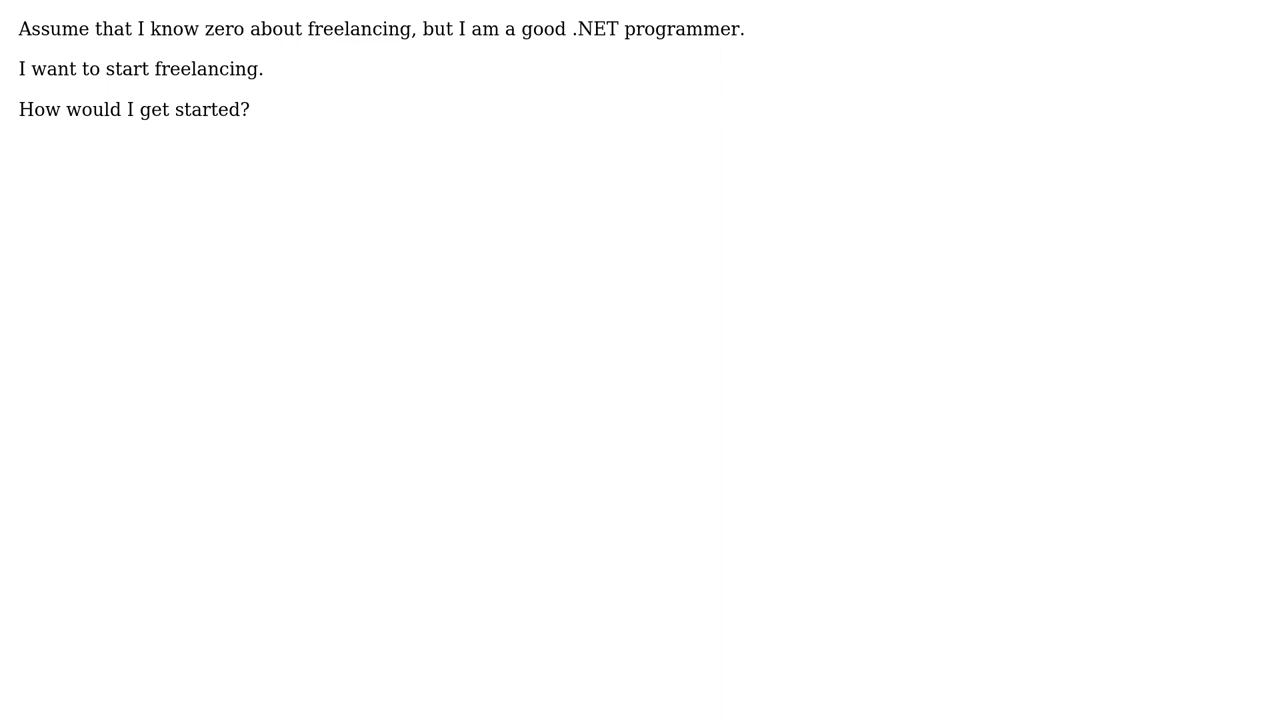 Assume that I know zero about freelancing, but I am a good .NET programmer.
I want to start freelancing.
How would I get started?